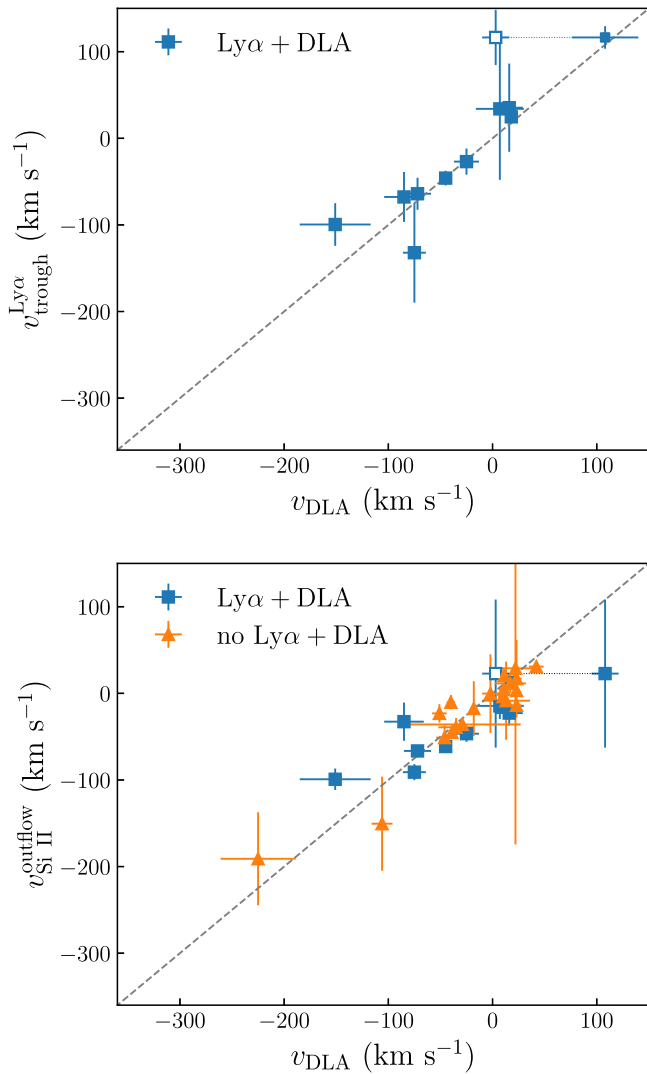 Lyα + DLA
100
0
−100
−200
−300
v_trough^Lyα (km s⁻¹)
−300 −200 −100 0 100
v_DLA (km s⁻¹)
Lyα + DLA
no Lyα + DLA
100
0
−100
−200
−300
v_Si II^outflow (km s⁻¹)
−300 −200 −100 0 100
v_DLA (km s⁻¹)